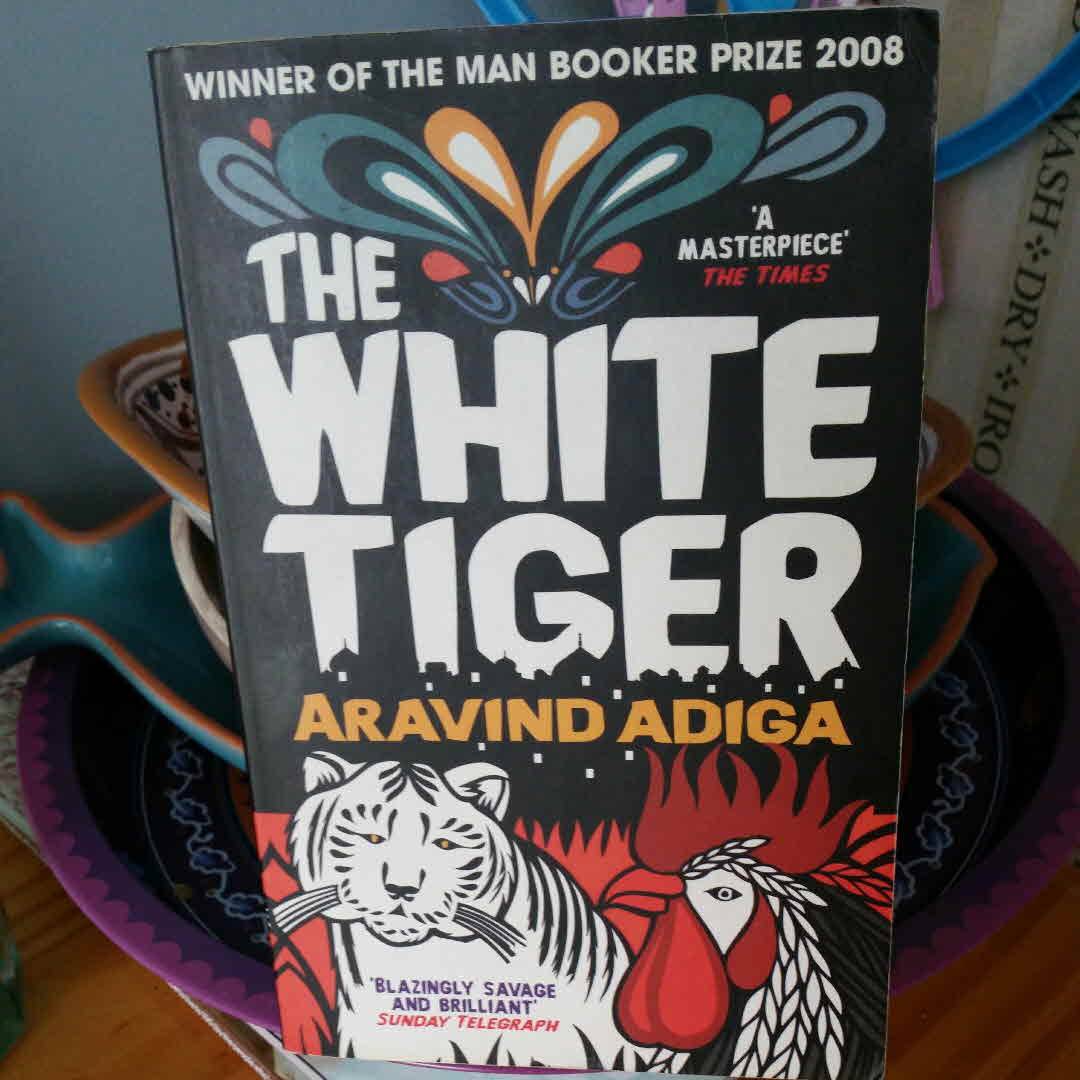 WINNER OF THE MAN BOOKER PRIZE 2008
'A
MASTERPIECE'
THE TIMES
THE
WHITE
TIGER
ARAVIND ADIGA
'BLAZINGLY SAVAGE
AND BRILLIANT'
SUNDAY TELEGRAPH
WASH ❖ DRY ❖ IRO